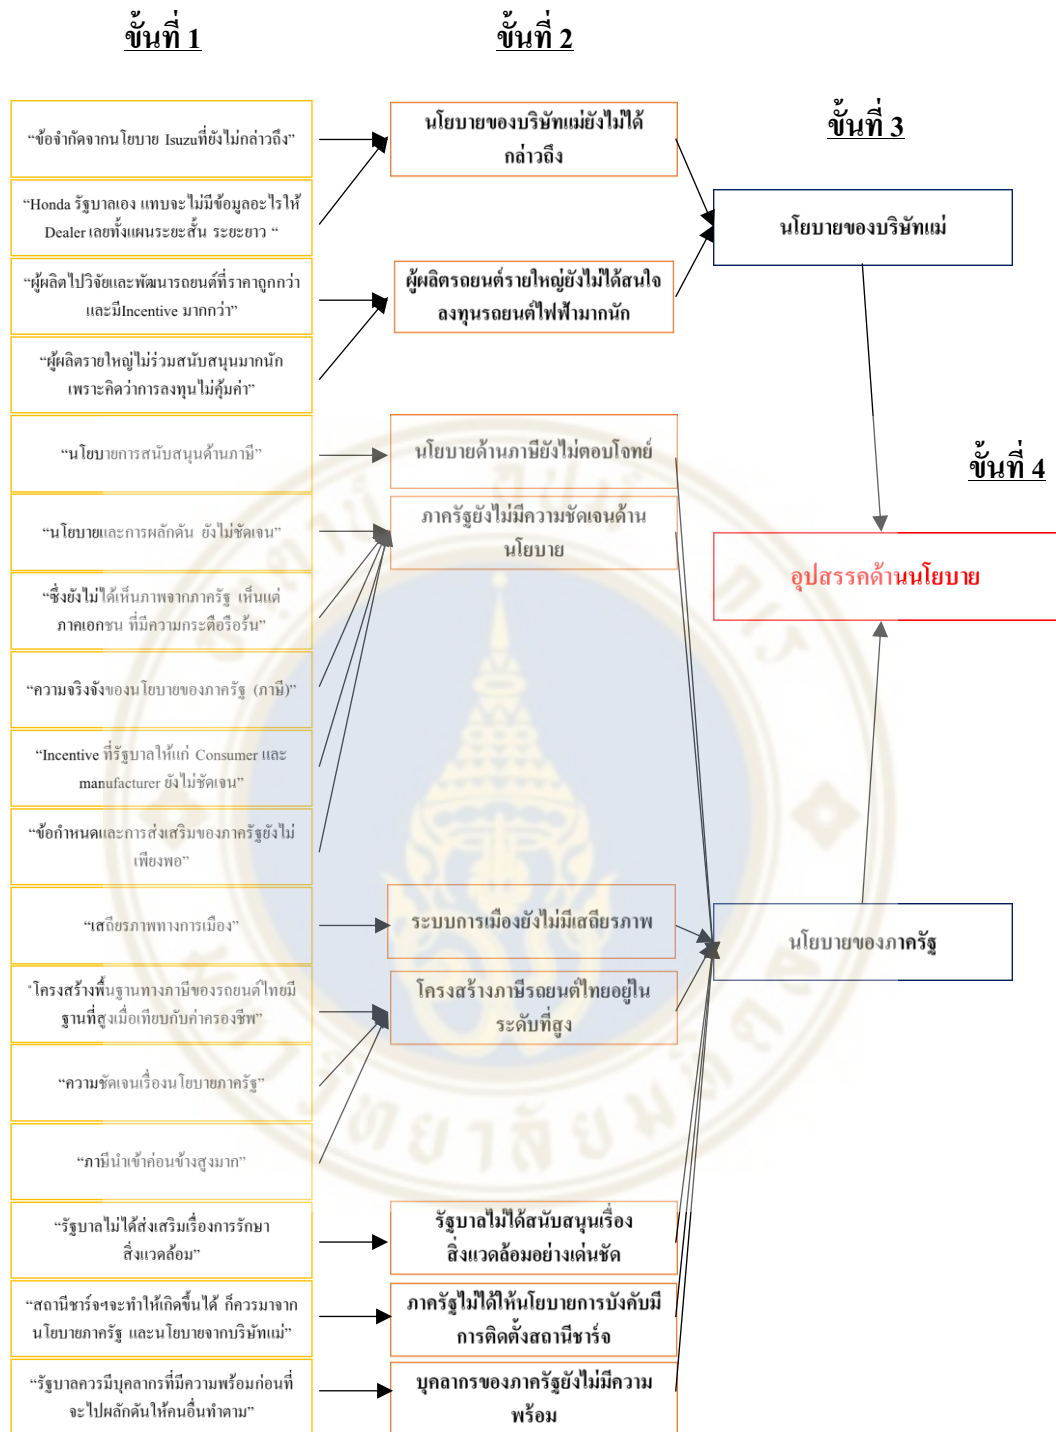 ขั้นที่ 1
ขั้นที่ 2
ขั้นที่ 3
ขั้นที่ 4
“ข้อจำกัดจากนโยบาย Isuzuที่ยังไม่กล่าวถึง”
“Honda รัฐบาลเอง แทบจะไม่มีข้อมูลอะไรให้
Dealer เลยทั้งแผนระยะสั้น ระยะยาว “
“ผู้ผลิตไปวิจัยและพัฒนารถยนต์ที่ราคาถูกกว่า
และมีIncentive มากกว่า”
“ผู้ผลิตรายใหญ่ไม่ร่วมสนับสนุนมากนัก
เพราะคิดว่าการลงทุนไม่คุ้มค่า”
“นโยบายการสนับสนุนด้านภาษี”
“นโยบายและการผลักดัน ยังไม่ชัดเจน”
“ซึ่งยังไม่ได้เห็นภาพจากภาครัฐ เห็นแต่
ภาคเอกชน ที่มีความกระตือรือร้น”
“ความจริงจังของนโยบายของภาครัฐ (ภาษี)”
“Incentive ที่รัฐบาลให้แก่ Consumer และ
manufacturer ยังไม่ชัดเจน”
“ข้อกำหนดและการส่งเสริมของภาครัฐยังไม่
เพียงพอ”
“เสถียรภาพทางการเมือง”
“โครงสร้างพื้นฐานทางภาษีของรถยนต์ไทยมี
ฐานที่สูงเมื่อเทียบกับค่าครองชีพ”
“ความชัดเจนเรื่องนโยบายภาครัฐ”
“ภาษีนำเข้าค่อนข้างสูงมาก”
“รัฐบาลไม่ได้ส่งเสริมเรื่องการรักษา
สิ่งแวดล้อม”
“สถานีชาร์จฯจะทำให้เกิดขึ้นได้ ก็ควรมาจาก
นโยบายภาครัฐ และนโยบายจากบริษัทแม่”
“รัฐบาลควรมีบุคลากรที่มีความพร้อมก่อนที่
จะไปผลักดันให้คนอื่นทำตาม”
นโยบายของบริษัทแม่ยังไม่ได้
กล่าวถึง
ผู้ผลิตรถยนต์รายใหญ่ยังไม่ได้สนใจ
ลงทุนรถยนต์ไฟฟ้ามากนัก
นโยบายด้านภาษียังไม่ตอบโจทย์
ภาครัฐยังไม่มีความชัดเจนด้าน
นโยบาย
ระบบการเมืองยังไม่มีเสถียรภาพ
โครงสร้างภาษีรถยนต์ไทยอยู่ใน
ระดับที่สูง
รัฐบาลไม่ได้สนับสนุนเรื่อง
สิ่งแวดล้อมอย่างเด่นชัด
ภาครัฐไม่ได้ให้นโยบายการบังคับมี
การติดตั้งสถานีชาร์จ
บุคลากรของภาครัฐยังไม่มีความ
พร้อม
นโยบายของบริษัทแม่
นโยบายของภาครัฐ
อุปสรรคด้านนโยบาย